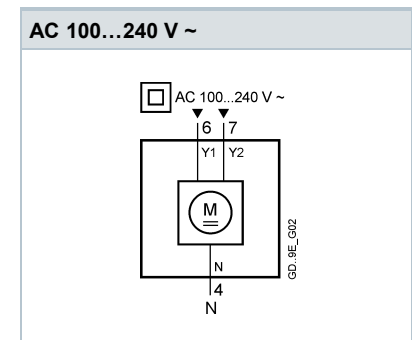 AC 100…240 V ~
AC 100...240 V ~
6 7
Y1 Y2
M
N
4
N
GD..9E_G02